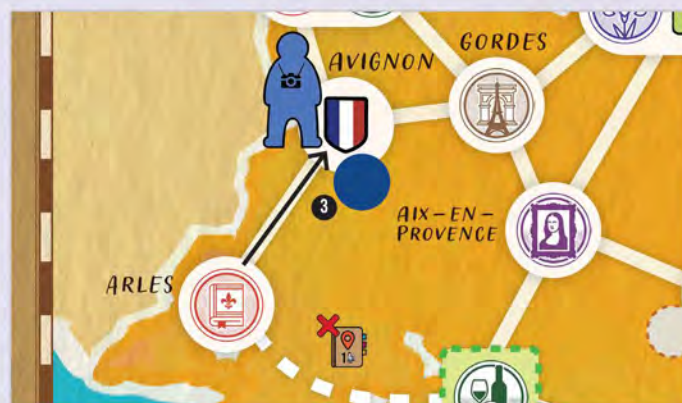 GORDES
AVIGNON
3
AIX-EN-
PROVENCE
ARLES
1